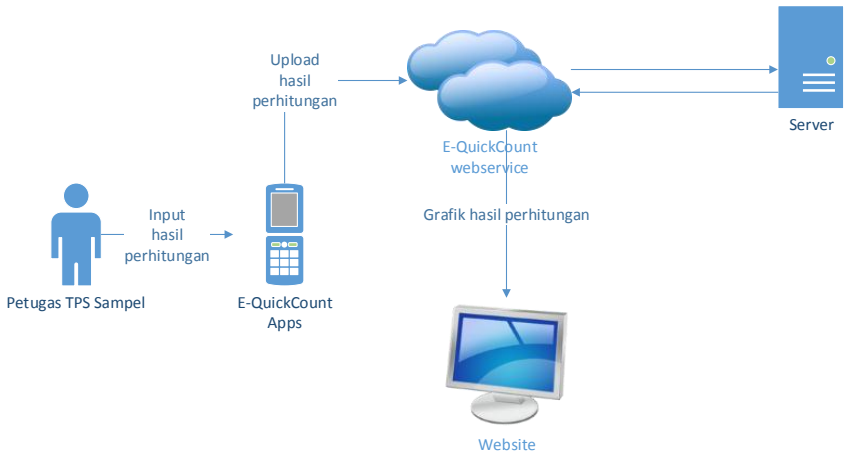 Upload
hasil
perhitungan
Server
E-QuickCount
webservice
Input
hasil
perhitungan
Grafik hasil perhitungan
Petugas TPS Sampel
E-QuickCount
Apps
Website